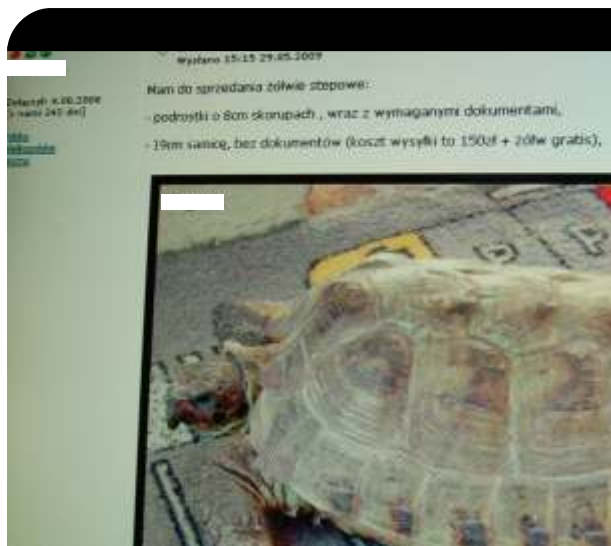 Wysłano 15:15 29.05.2009
Mam do sprzedania żółwie stepowe:
- podrostki o 8cm skorupach , wraz z wymaganymi dokumentami,
- 19cm samicę, bez dokumentów (koszt wysyłki to 150zł + żółw gratis),